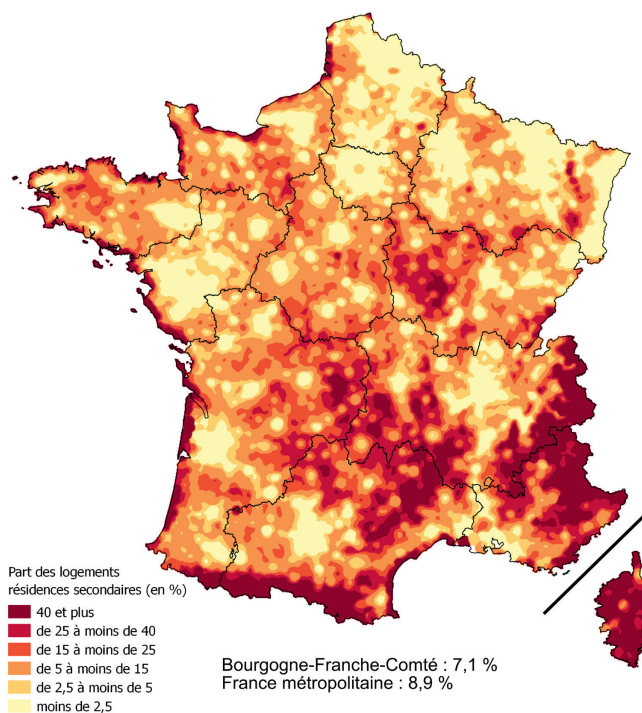 Part des logements
résidences secondaires (en %)
40 et plus
de 25 à moins de 40
de 15 à moins de 25
de 5 à moins de 15
de 2,5 à moins de 5
moins de 2,5
Bourgogne-Franche-Comté : 7,1 %
France métropolitaine : 8,9 %